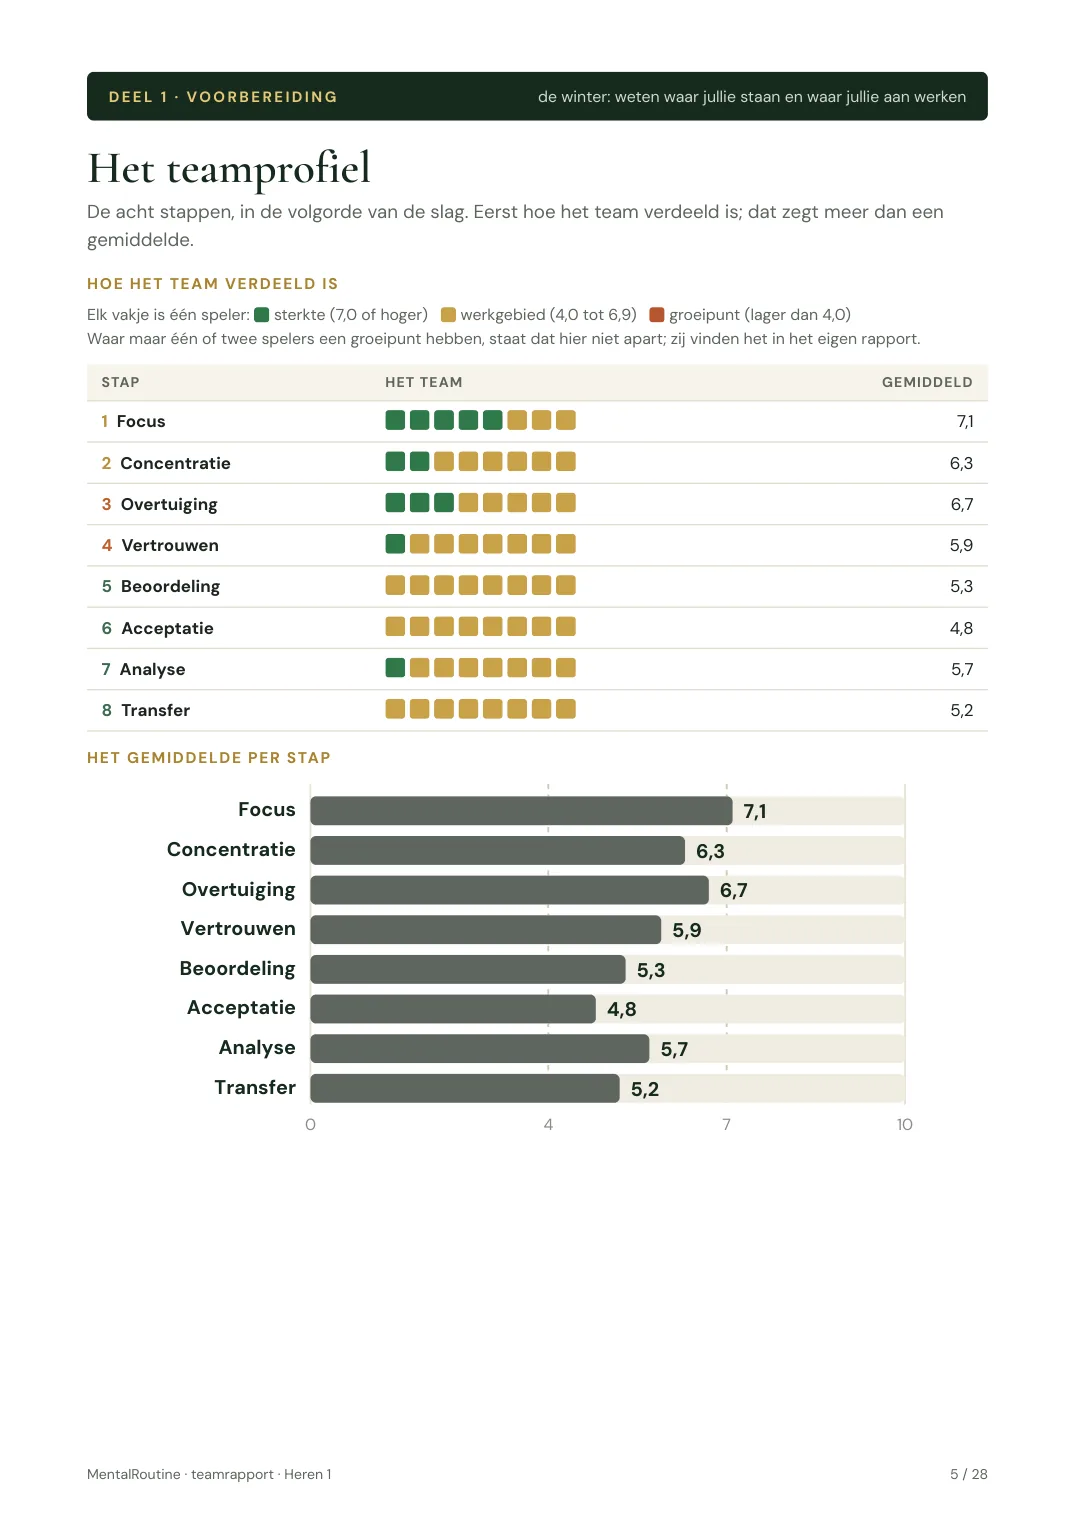 DEEL 1 · VOORBEREIDING
de winter: weten waar jullie staan en waar jullie aan werken
Het teamprofiel
De acht stappen, in de volgorde van de slag. Eerst hoe het team verdeeld is; dat zegt meer dan een
gemiddelde.
HOE HET TEAM VERDEELD IS
Elk vakje is één speler: sterkte (7,0 of hoger) werkgebied (4,0 tot 6,9) groeipunt (lager dan 4,0)
Waar maar één of twee spelers een groeipunt hebben, staat dat hier niet apart; zij vinden het in het eigen rapport.
STAP HET TEAM GEMIDDELD
1 Focus 7,1
2 Concentratie 6,3
3 Overtuiging 6,7
4 Vertrouwen 5,9
5 Beoordeling 5,3
6 Acceptatie 4,8
7 Analyse 5,7
8 Transfer 5,2
HET GEMIDDELDE PER STAP
Focus 7,1
Concentratie 6,3
Overtuiging 6,7
Vertrouwen 5,9
Beoordeling 5,3
Acceptatie 4,8
Analyse 5,7
Transfer 5,2
0 4 7 10
MentalRoutine · teamrapport · Heren 1
5 / 28